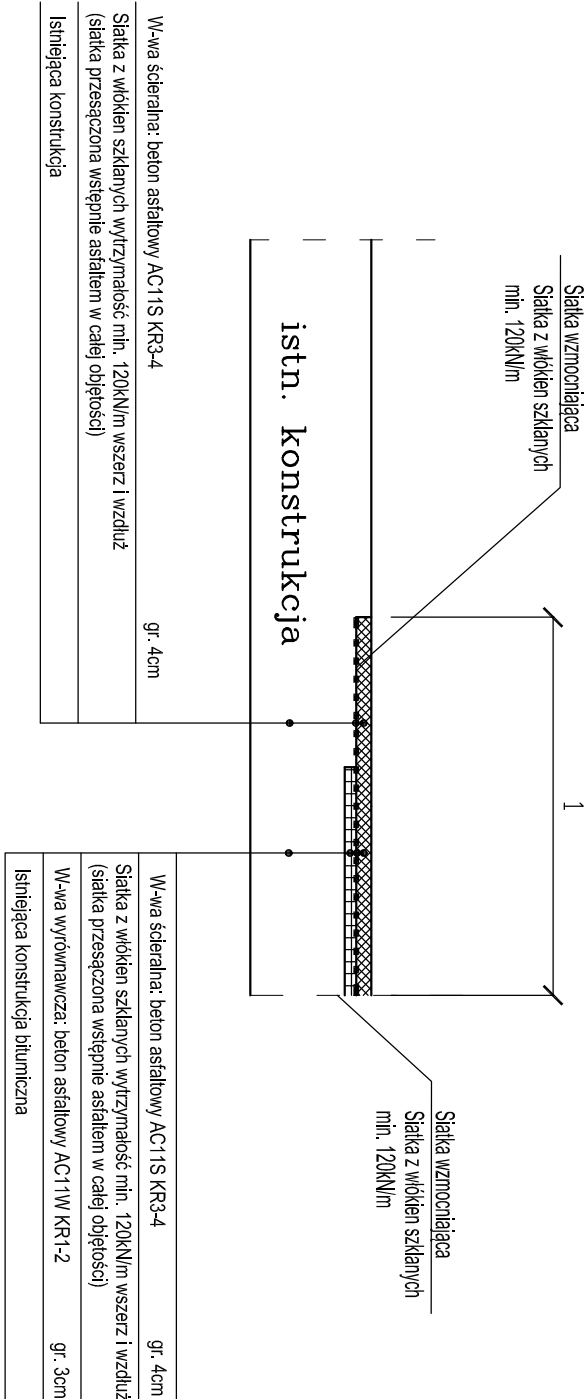 Siatka wzmocniająca
Siatka z włókien szklanych
min. 120kN/m
1
istn. konstrukcja
Siatka wzmocniająca
Siatka z włókien szklanych
min. 120kN/m
W-wa ścieralna: beton asfaltowy AC11S KR3-4 gr. 4cm
Siatka z włókien szklanych wytrzymałość min. 120kN/m wszerz i wzdłuż
(siatka przesączona wstępnie asfaltem w całej objętości)
Istniejąca konstrukcja
W-wa ścieralna: beton asfaltowy AC11S KR3-4 gr. 4cm
Siatka z włókien szklanych wytrzymałość min. 120kN/m wszerz i wzdłuż
(siatka przesączona wstępnie asfaltem w całej objętości)
W-wa wyrównawcza: beton asfaltowy AC11W KR1-2 gr. 3cm
Istniejąca konstrukcja bitumiczna